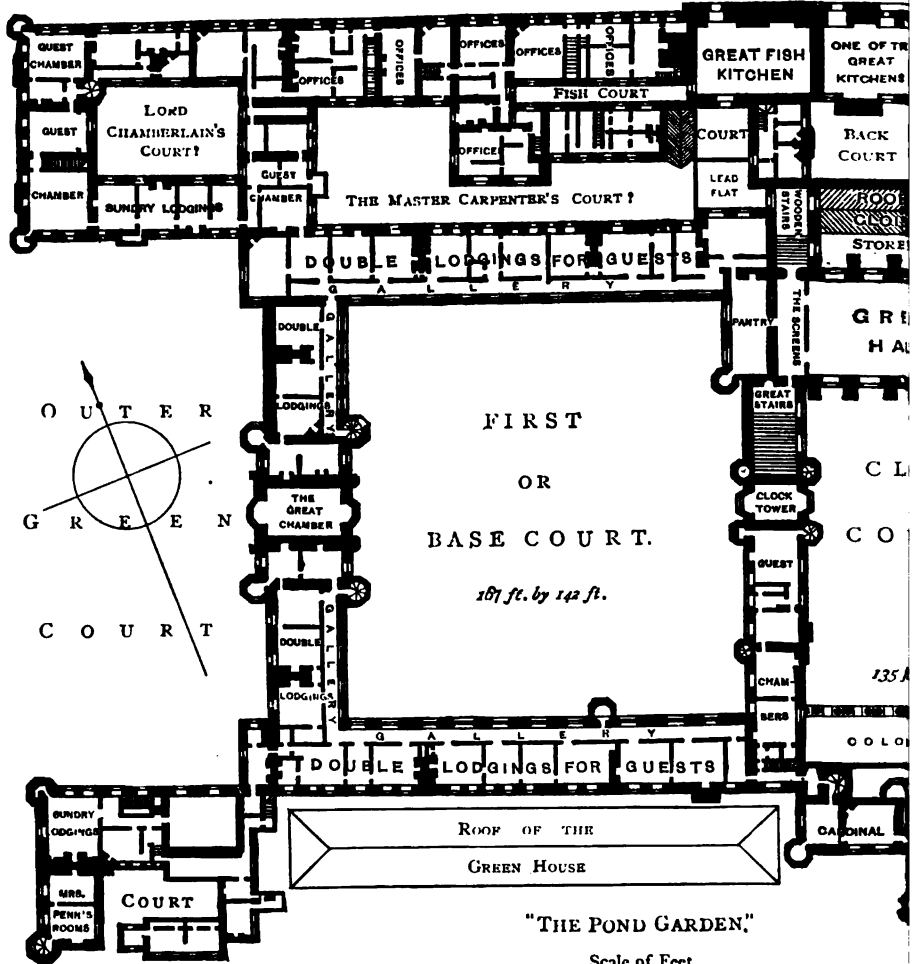 GUEST
CHAMBER
LORD
CHAMBERLAIN'S
COURT?
GUEST
CHAMBER
SUNDRY LODGINGS
GUEST
CHAMBER
OFFICES
OFFICES
OFFICES
OFFICES
OFFICES
OFFICE
FISH COURT
THE MASTER CARPENTER'S COURT?
GREAT FISH
KITCHEN
COURT
LEAD
FLAT
GREAT
KITCHENS
BACK
COURT
WOODEN
STAIRS
STORE
DOUBLE LODGINGS FOR GUESTS
GALLERY
DOUBLE
LODGINGS
GALLERY
PANTRY
THE SCREENS
GREAT
STAIRS
OUTER
GREEN
COURT
THE
GREAT
CHAMBER
FIRST
OR
BASE COURT.
187 ft. by 142 ft.
CLOCK
TOWER
GUEST
CHAM-
BERS
DOUBLE
LODGINGS
GALLERY
GALLERY
DOUBLE LODGINGS FOR GUESTS
SUNDRY
LODGINGS
MRS.
PENN'S
ROOMS
COURT
ROOF OF THE
GREEN HOUSE
CARDINAL
"THE POND GARDEN."
Scale of Feet